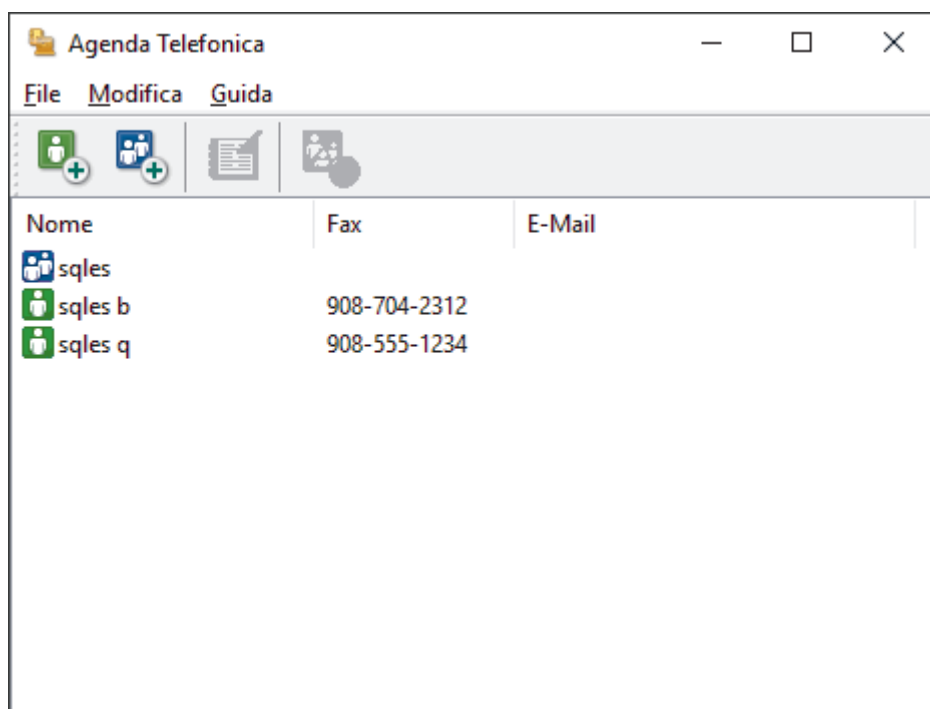 Agenda Telefonica
File Modifica Guida
Nome Fax E-Mail
sqles
sqles b 908-704-2312
sqles q 908-555-1234